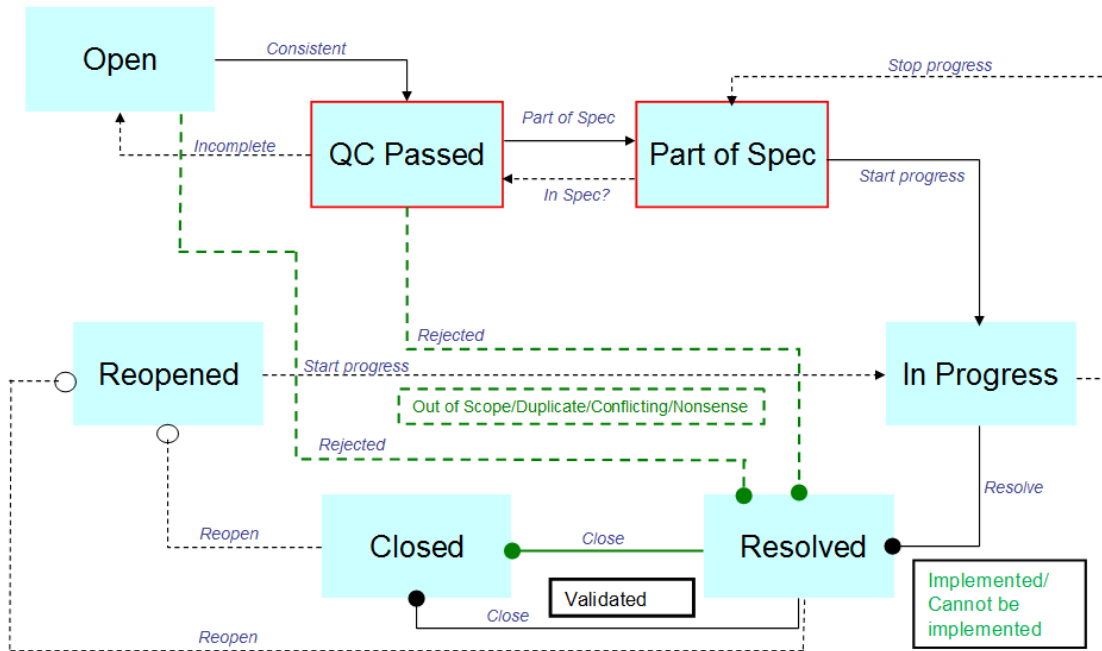 Open
Consistent
Stop progress
Incomplete
QC Passed
Part of Spec
Part of Spec
In Spec?
Start progress
Rejected
Reopened
Start progress
In Progress
Out of Scope/Duplicate/Conflicting/Nonsense
Rejected
Resolve
Reopen
Closed
Close
Resolved
Validated
Implemented/
Cannot be
implemented
Close
Reopen